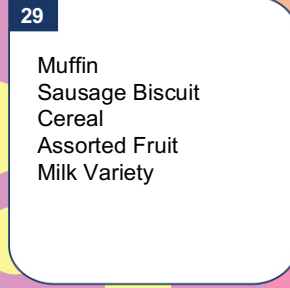 29
Muffin
Sausage Biscuit
Cereal
Assorted Fruit
Milk Variety